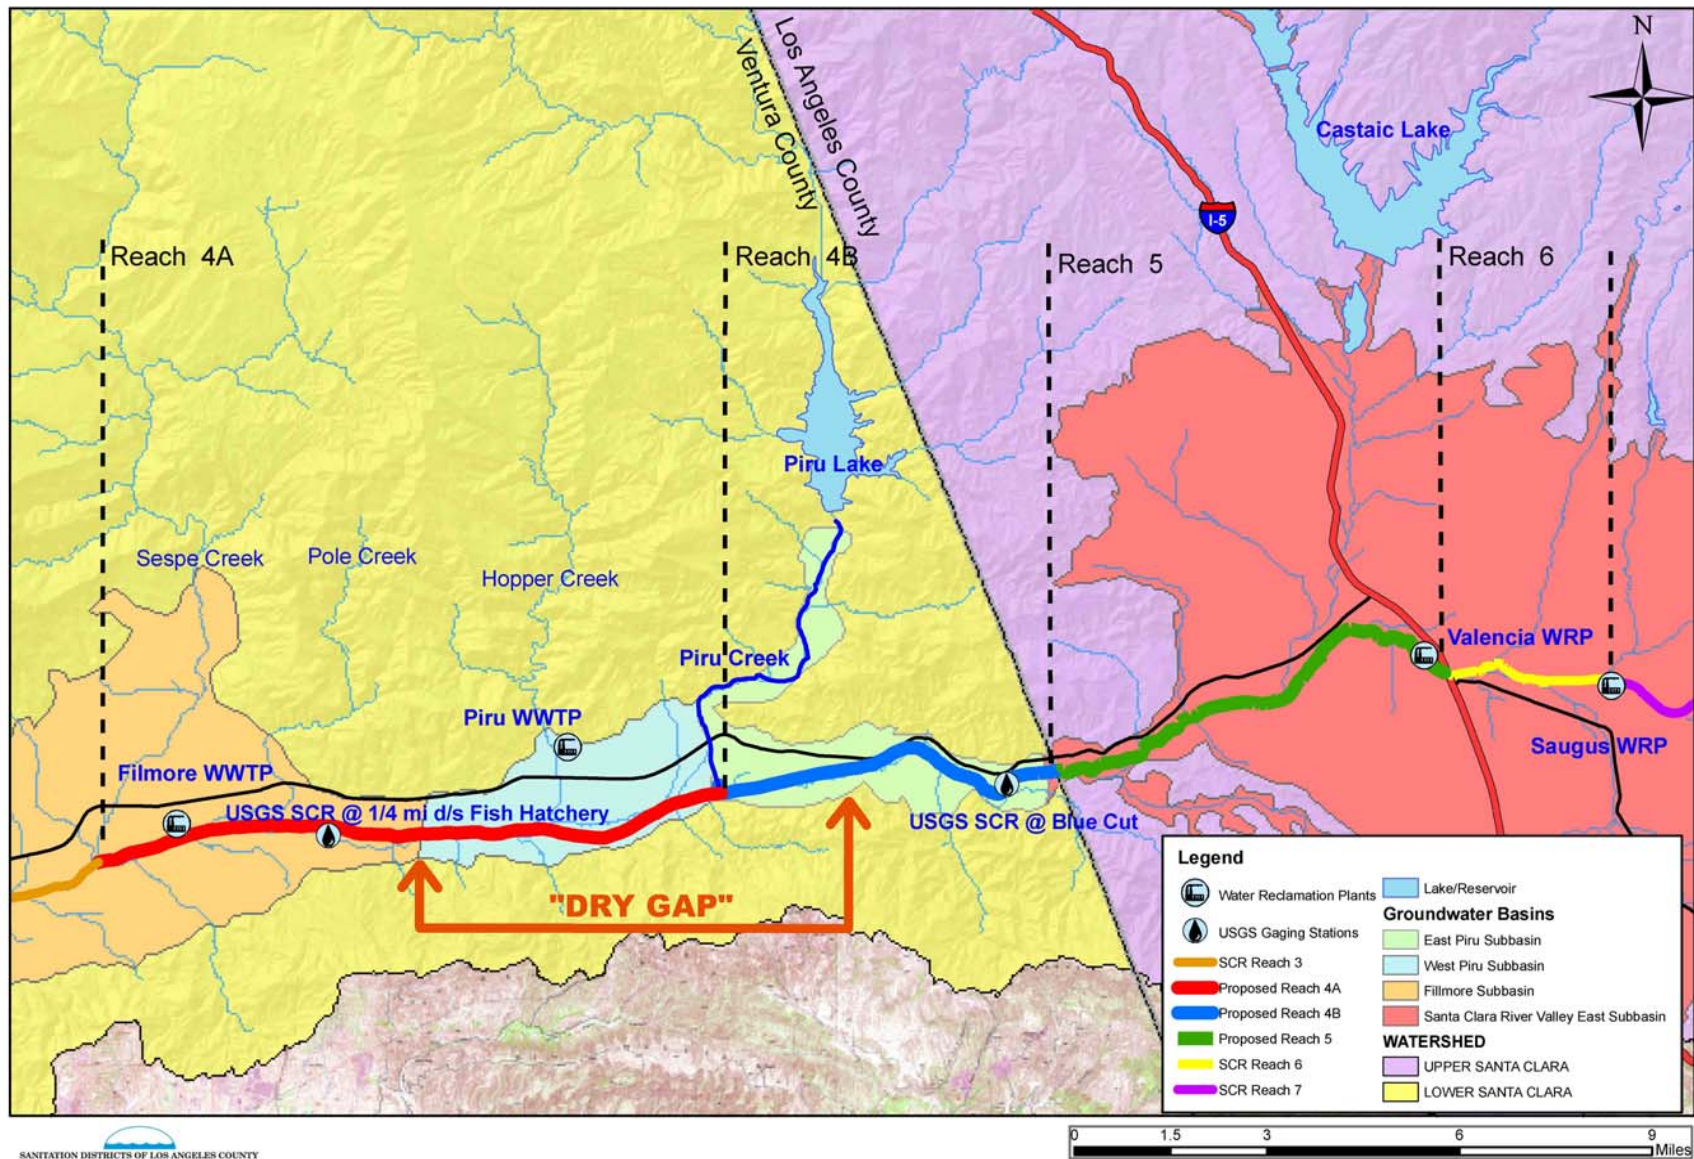 Los Angeles County
Ventura County
N
Castaic Lake
I-5
Reach 4A
Reach 4B
Reach 5
Reach 6
Piru Lake
Sespe Creek
Pole Creek
Hopper Creek
Piru Creek
Valencia WRP
Piru WWTP
Saugus WRP
Filmore WWTP
USGS SCR @ 1/4 mi d/s Fish Hatchery
USGS SCR @ Blue Cut
"DRY GAP"
Legend
Water Reclamation Plants
USGS Gaging Stations
SCR Reach 3
Proposed Reach 4A
Proposed Reach 4B
Proposed Reach 5
SCR Reach 6
SCR Reach 7
Lake/Reservoir
Groundwater Basins
East Piru Subbasin
West Piru Subbasin
Fillmore Subbasin
Santa Clara River Valley East Subbasin
WATERSHED
UPPER SANTA CLARA
LOWER SANTA CLARA
0 1.5 3 6 9
Miles
SANITATION DISTRICTS OF LOS ANGELES COUNTY